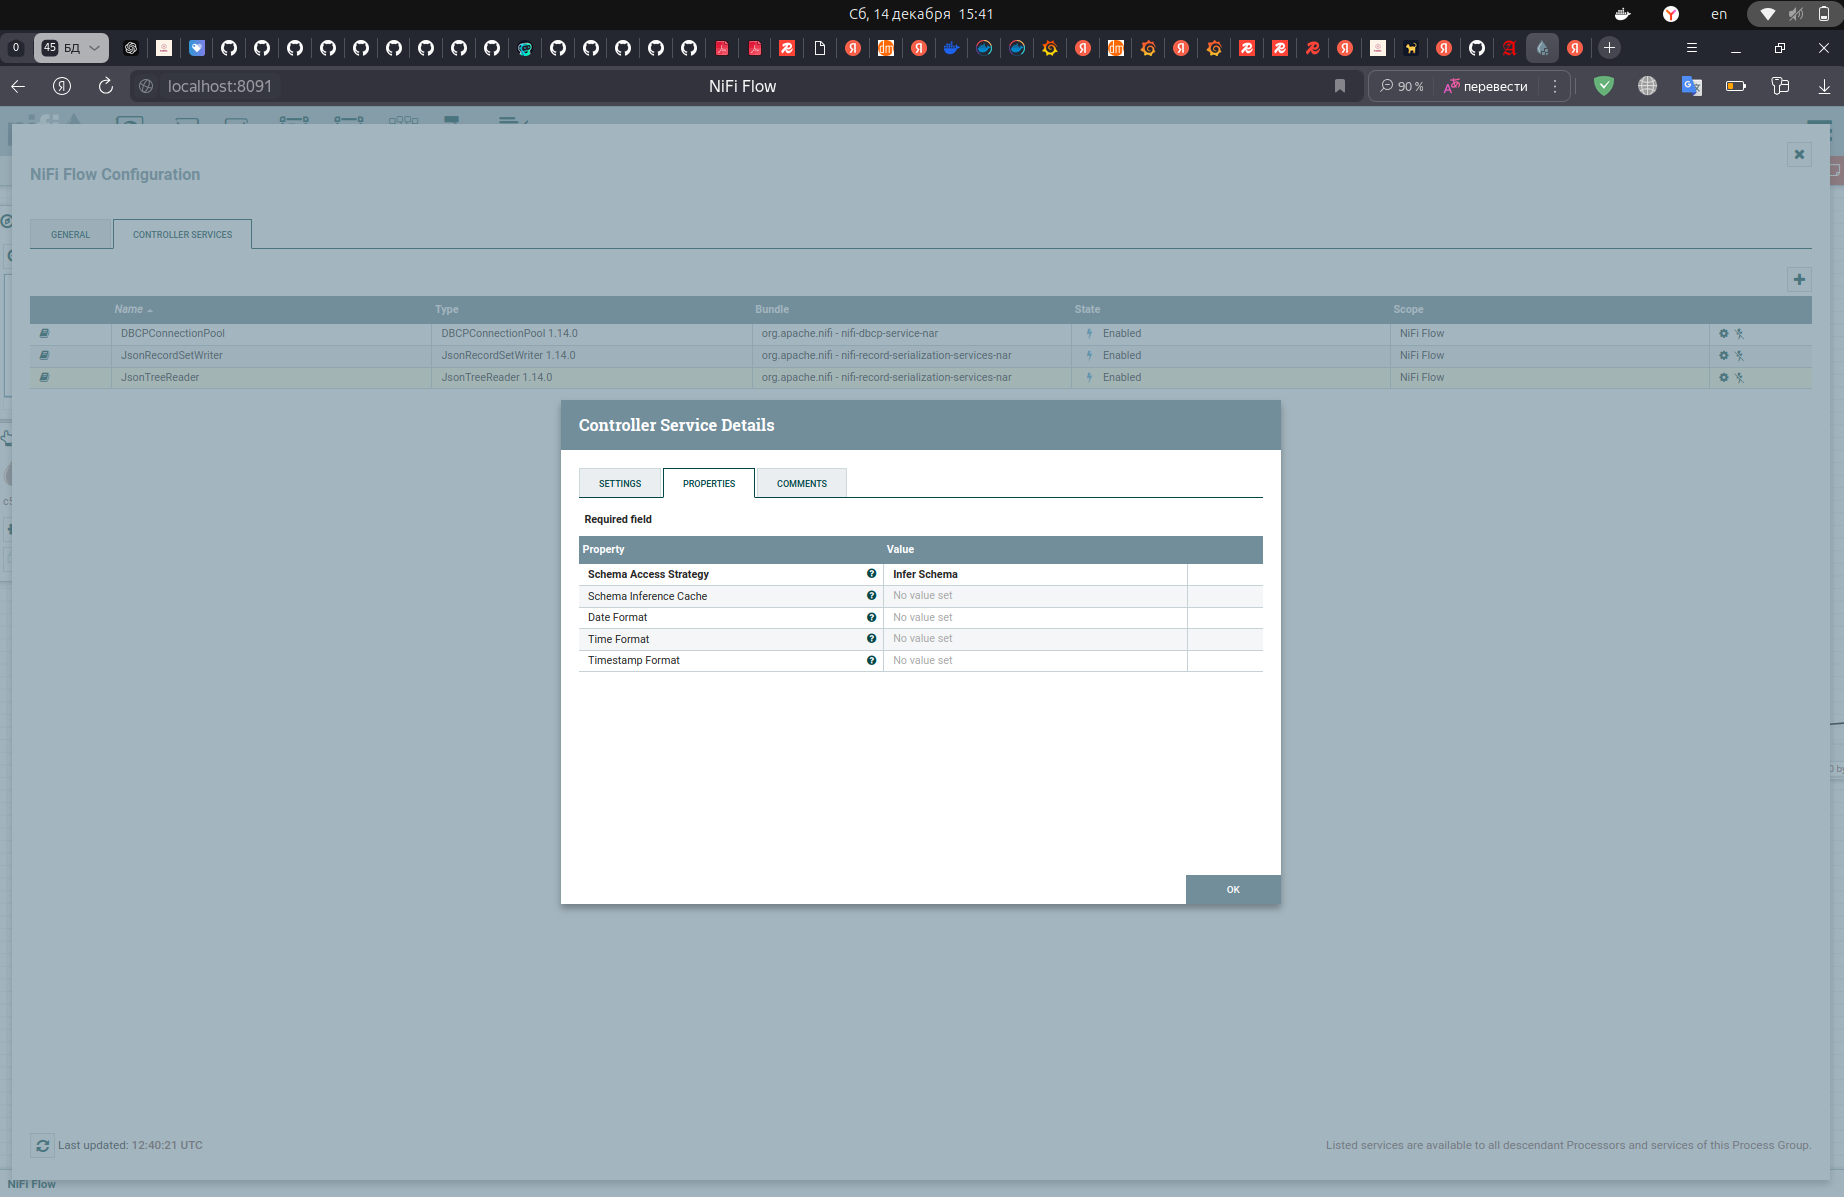 Сб, 14 декабря 15:41
en
0
45 БД
localhost:8091
NiFi Flow
90 %
перевести
NiFi Flow Configuration
GENERAL
CONTROLLER SERVICES
Name Type Bundle State Scope
DBCPConnectionPool DBCPConnectionPool 1.14.0 org.apache.nifi - nifi-dbcp-service-nar Enabled NiFi Flow
JsonRecordSetWriter JsonRecordSetWriter 1.14.0 org.apache.nifi - nifi-record-serialization-services-nar Enabled NiFi Flow
JsonTreeReader JsonTreeReader 1.14.0 org.apache.nifi - nifi-record-serialization-services-nar Enabled NiFi Flow
Controller Service Details
SETTINGS
PROPERTIES
COMMENTS
Required field
Property Value
Schema Access Strategy Infer Schema
Schema Inference Cache No value set
Date Format No value set
Time Format No value set
Timestamp Format No value set
OK
Last updated: 12:40:21 UTC
Listed services are available to all descendant Processors and services of this Process Group.
NiFi Flow